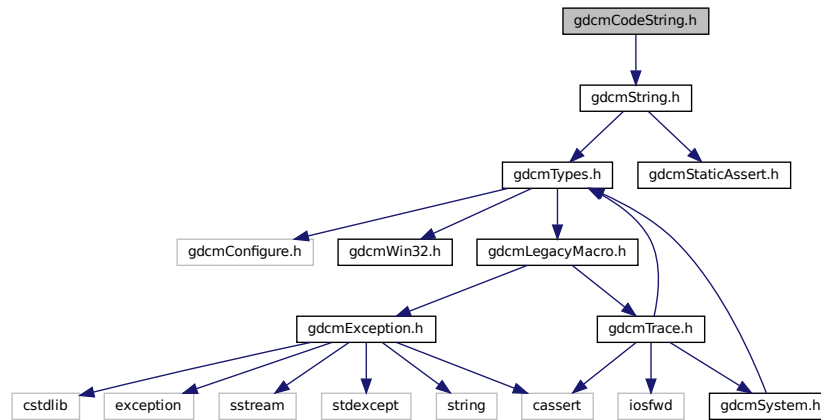 gdcmCodeString.h
gdcmString.h
gdcmTypes.h
gdcmStaticAssert.h
gdcmConfigure.h
gdcmWin32.h
gdcmLegacyMacro.h
gdcmException.h
gdcmTrace.h
cstdlib
exception
sstream
stdexcept
string
cassert
iosfwd
gdcmSystem.h